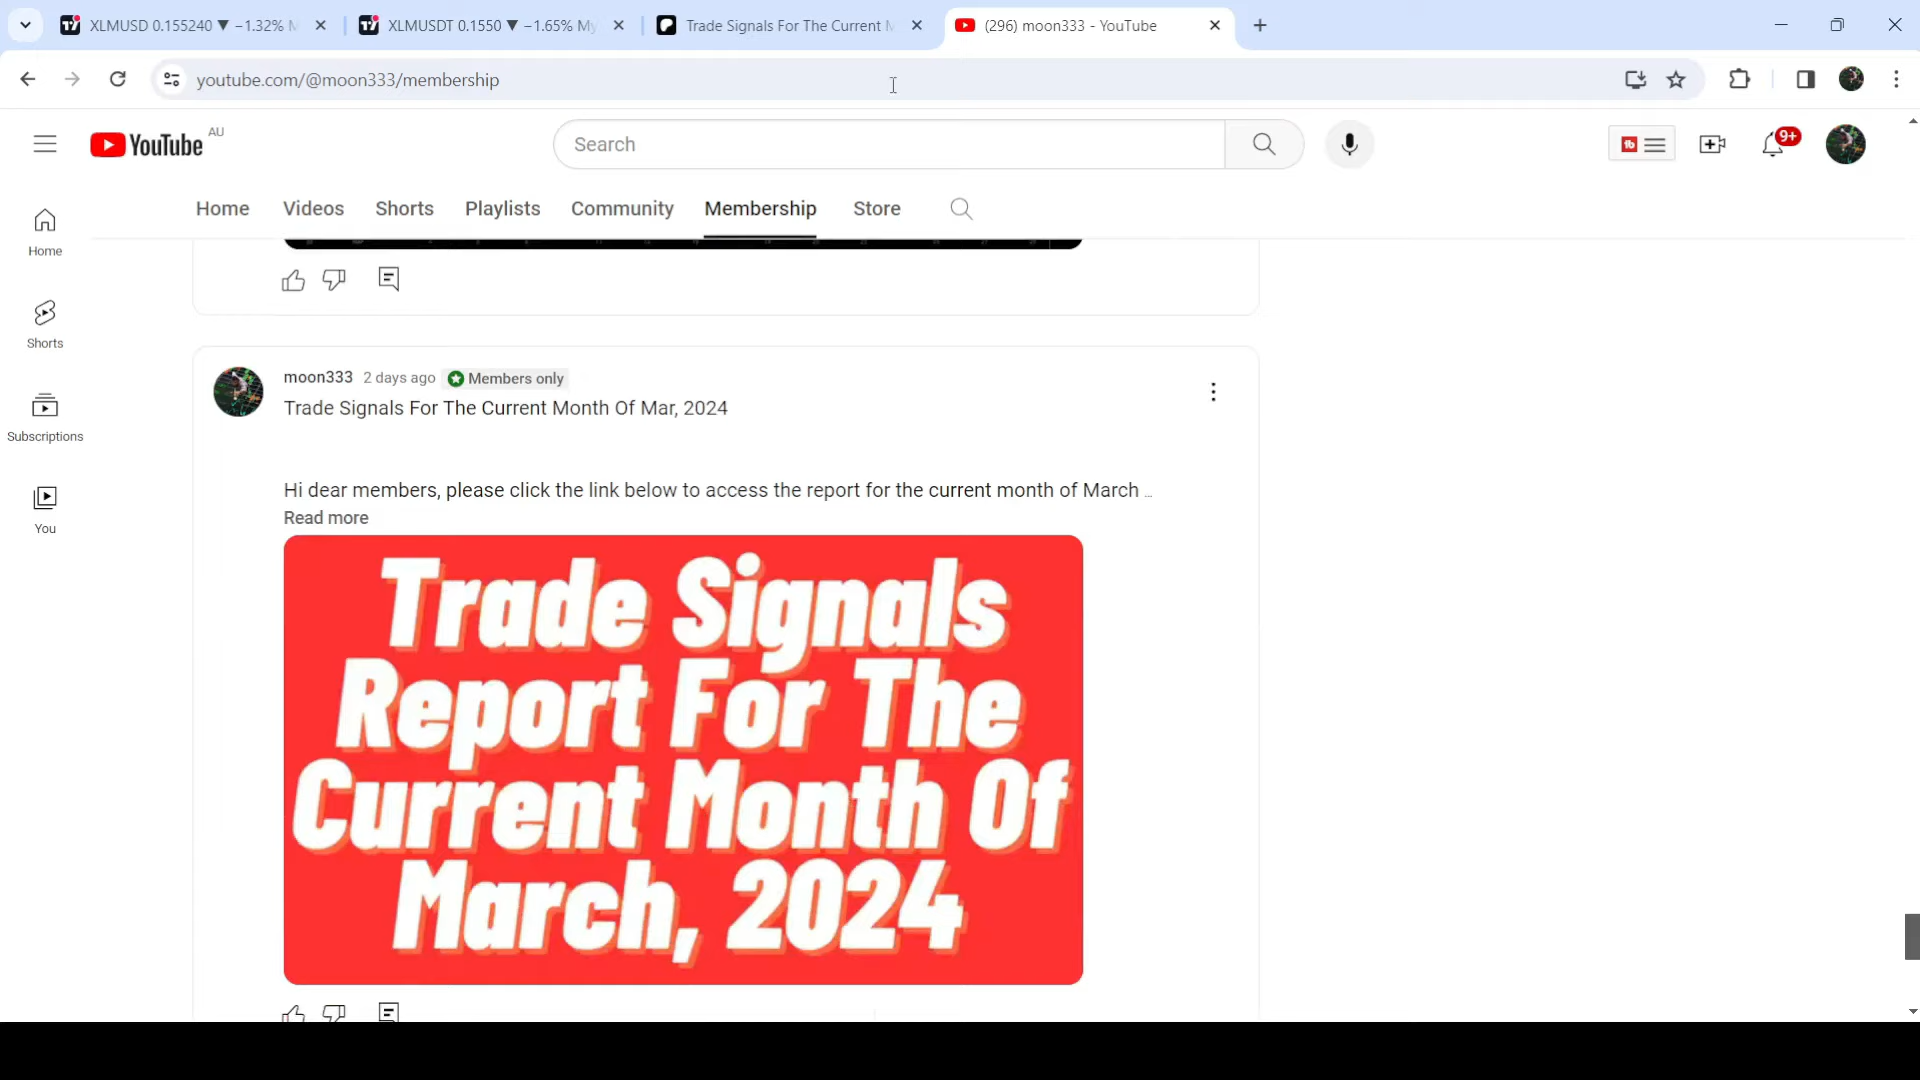 XLMUSD 0.155240 ▼ −1.32%
XLMUSDT 0.1550 ▼ −1.65% My
Trade Signals For The Current
(296) moon333 - YouTube
youtube.com/@moon333/membership
YouTube AU
Search
9+
Home
Videos
Shorts
Playlists
Community
Membership
Store
Home
Shorts
Subscriptions
You
moon333 2 days ago Members only
Trade Signals For The Current Month Of Mar, 2024
Hi dear members, please click the link below to access the report for the current month of March ...
Read more
Trade Signals
Report For The
Current Month Of
March, 2024